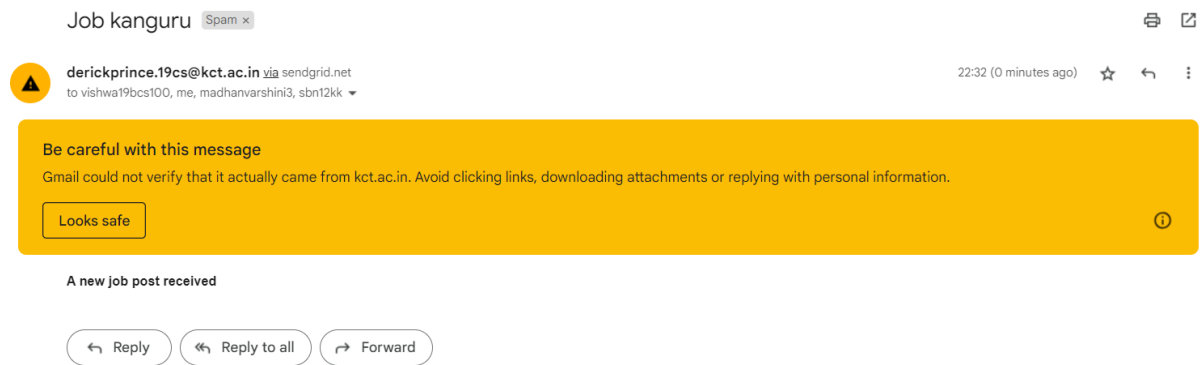 Job kanguru Spam ×
derickprince.19cs@kct.ac.in via sendgrid.net 22:32 (0 minutes ago)
to vishwa19bcs100, me, madhanvarshini3, sbn12kk
Be careful with this message
Gmail could not verify that it actually came from kct.ac.in. Avoid clicking links, downloading attachments or replying with personal information.
Looks safe
A new job post received
Reply Reply to all Forward